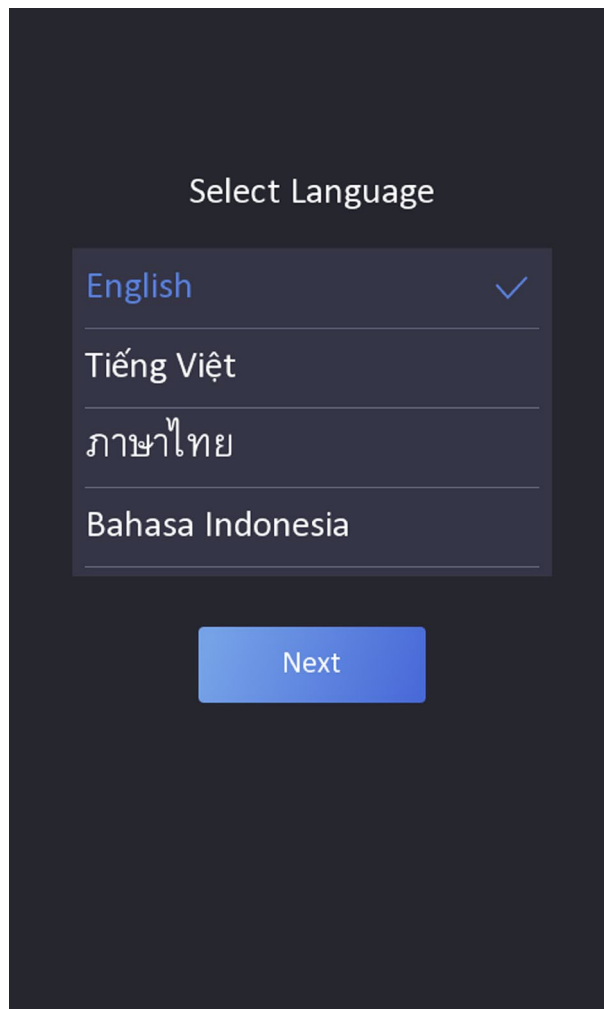 Select Language
English
Tiếng Việt
ภาษาไทย
Bahasa Indonesia
Next